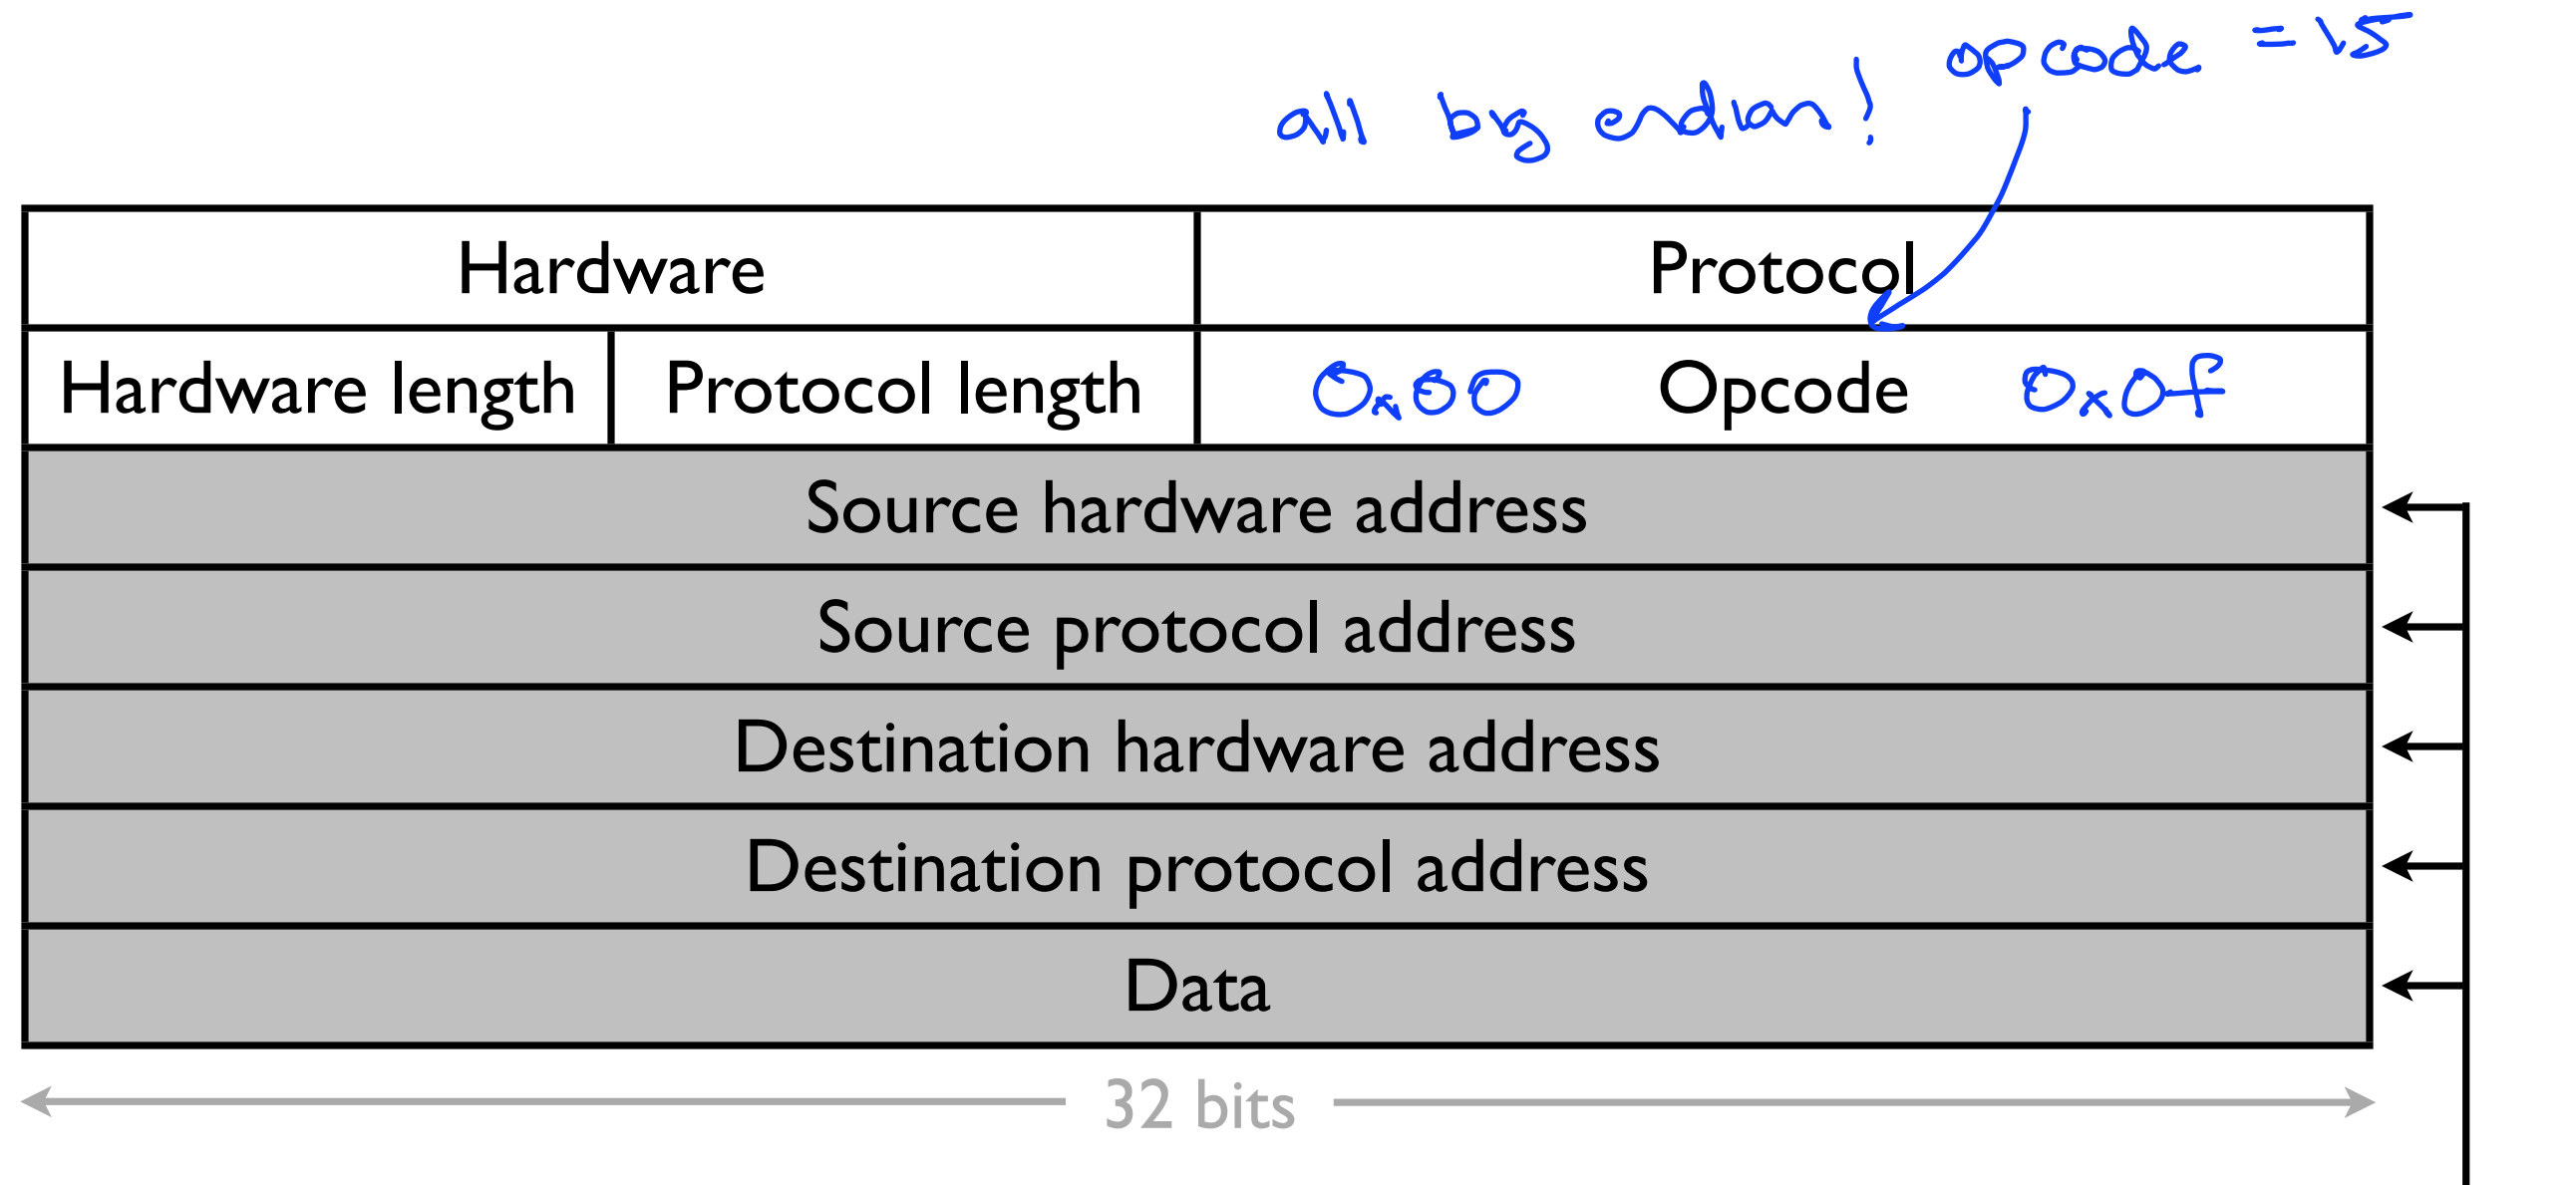 opcode = 15
all big endian!
Hardware Protocol
Hardware length Protocol length 0x00 Opcode 0x0f
Source hardware address
Source protocol address
Destination hardware address
Destination protocol address
Data
32 bits